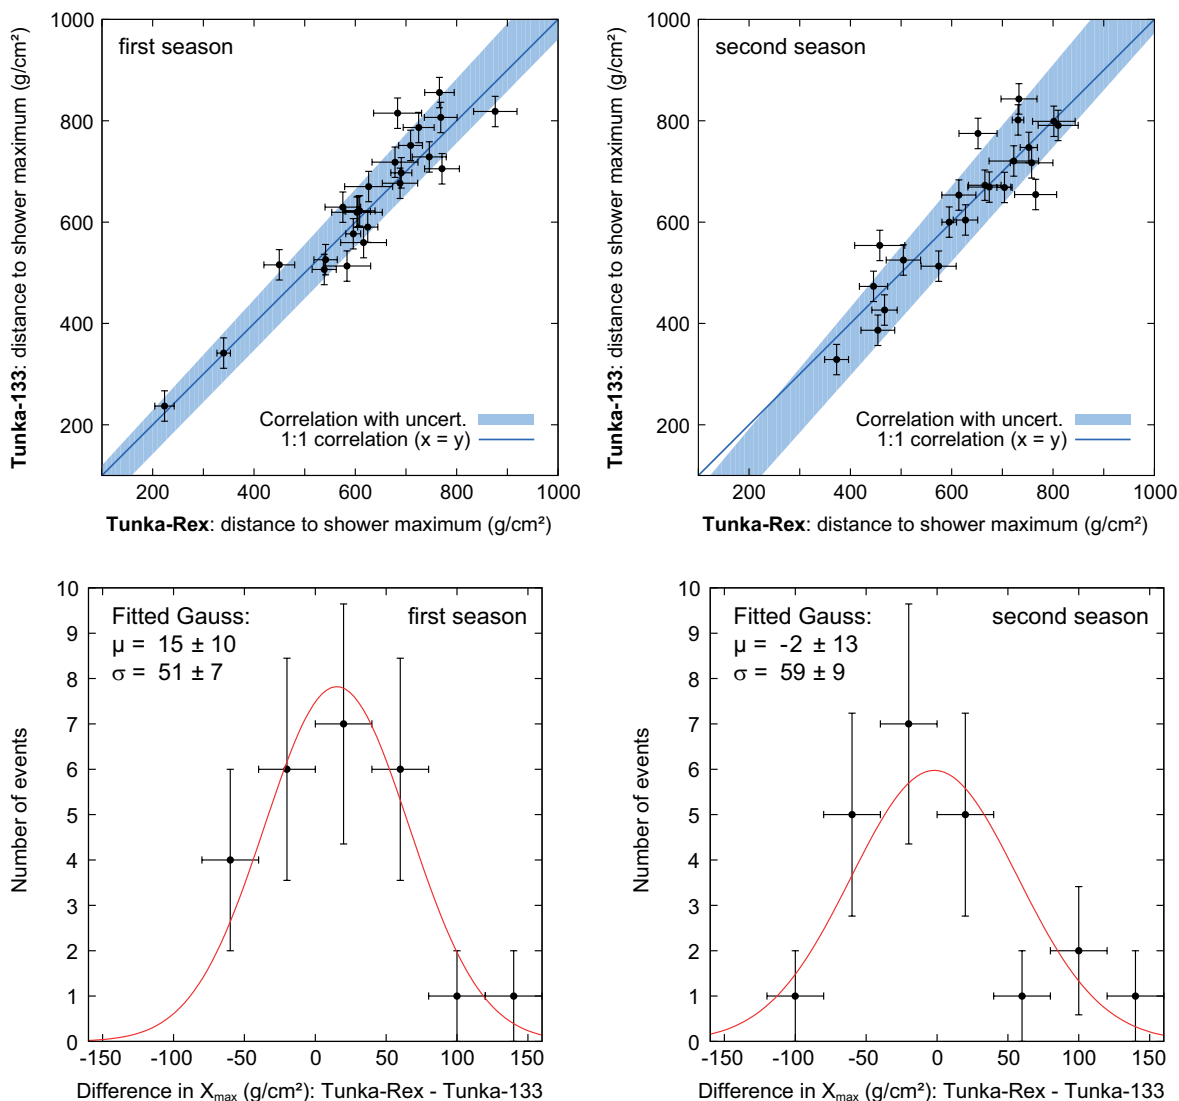 first season
1000
800
600
400
200
200 400 600 800 1000
Tunka-133: distance to shower maximum (g/cm²)
Correlation with uncert.
1:1 correlation (x = y)
Tunka-Rex: distance to shower maximum (g/cm²)
second season
1000
800
600
400
200
200 400 600 800 1000
Tunka-133: distance to shower maximum (g/cm²)
Correlation with uncert.
1:1 correlation (x = y)
Tunka-Rex: distance to shower maximum (g/cm²)
Fitted Gauss:
μ = 15 ± 10
σ = 51 ± 7
first season
10
9
8
7
6
5
4
3
2
1
0
-150 -100 -50 0 50 100 150
Number of events
Difference in Xmax (g/cm²): Tunka-Rex - Tunka-133
Fitted Gauss:
μ = -2 ± 13
σ = 59 ± 9
second season
10
9
8
7
6
5
4
3
2
1
0
-150 -100 -50 0 50 100 150
Number of events
Difference in Xmax (g/cm²): Tunka-Rex - Tunka-133